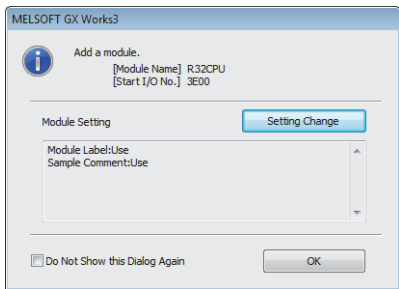 MELSOFT GX Works3
Add a module.
[Module Name] R32CPU
[Start I/O No.] 3E00
Module Setting
Setting Change
Module Label:Use
Sample Comment:Use
Do Not Show this Dialog Again
OK